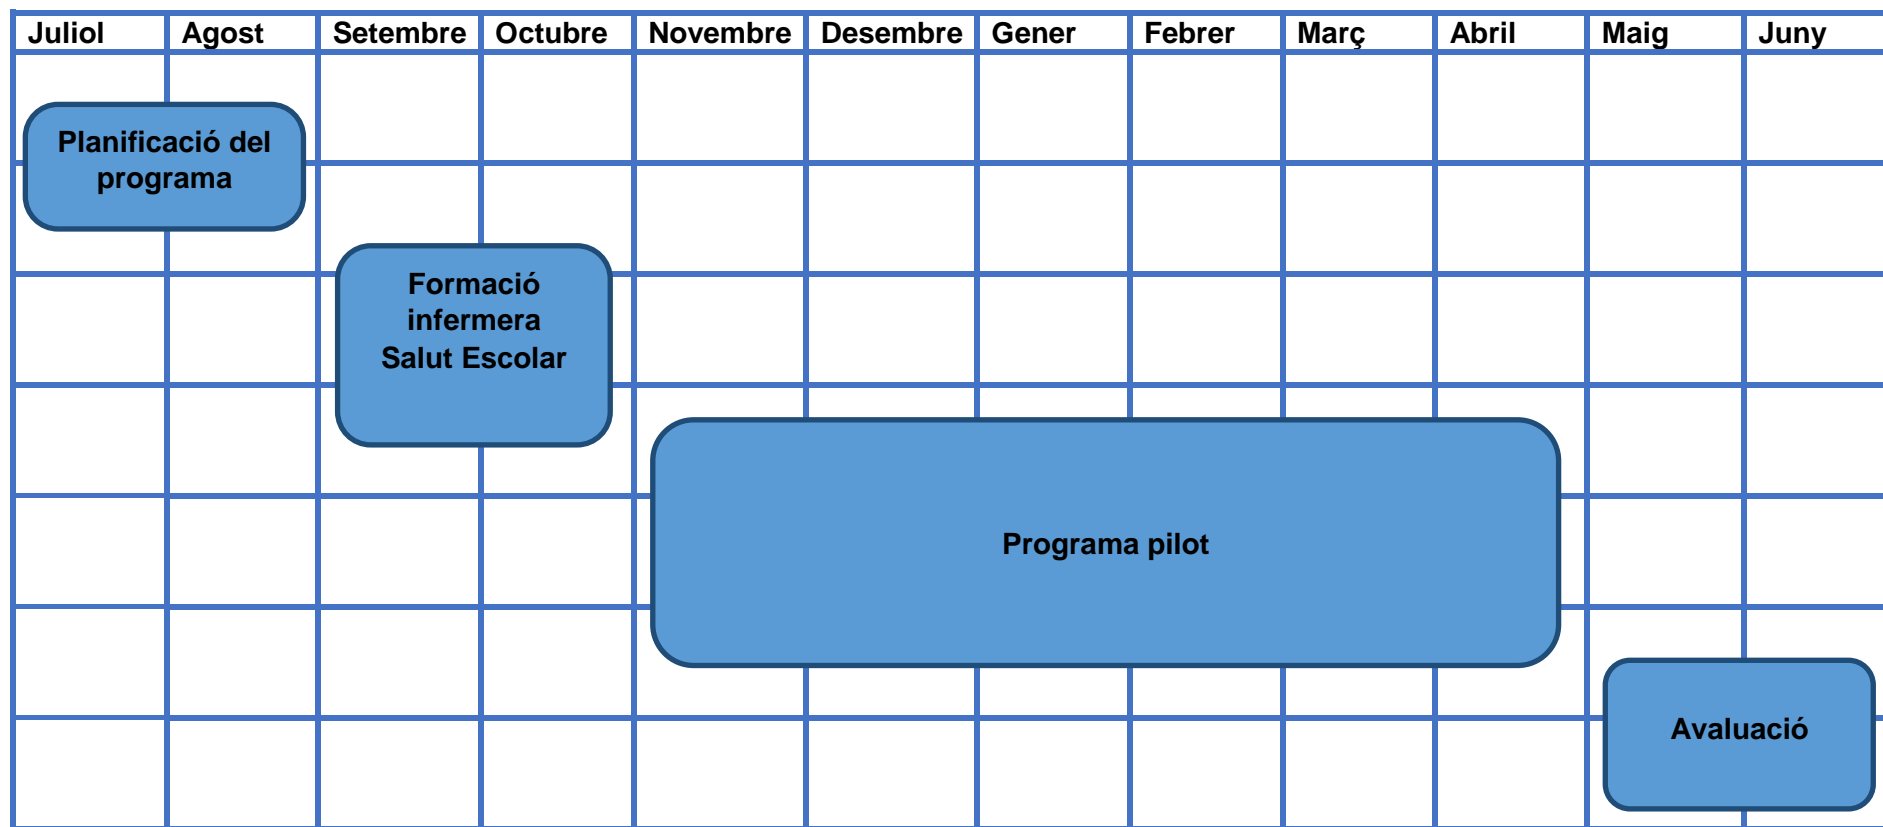 Juliol Agost Setembre Octubre Novembre Desembre Gener Febrer Març Abril Maig Juny
Planificació del
programa
Formació
infermera
Salut Escolar
Programa pilot
Avaluació